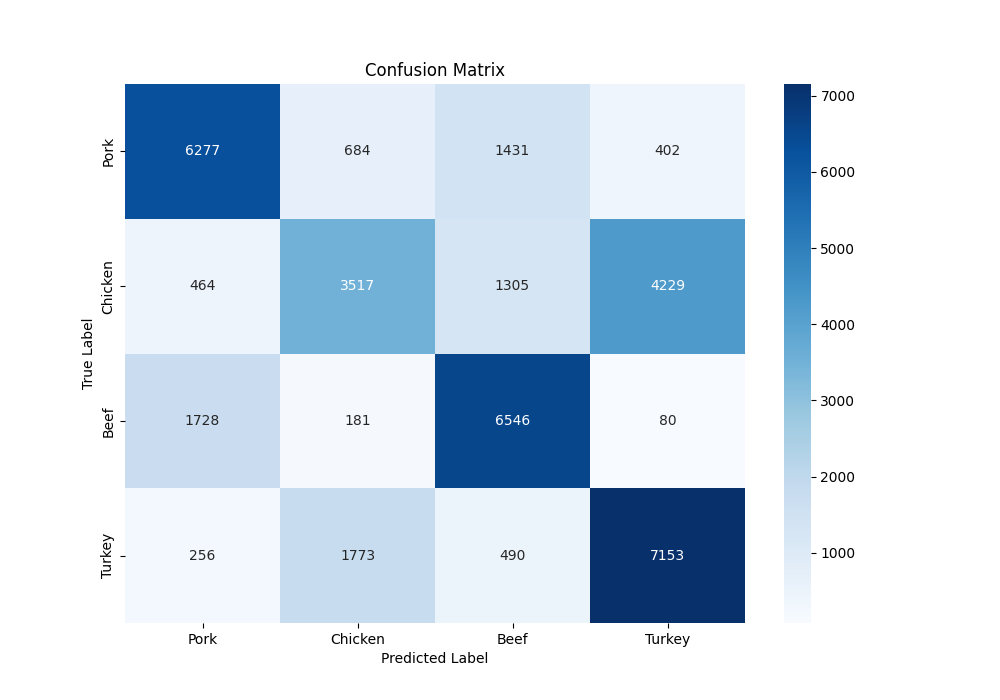 Confusion Matrix
Pork 6277 684 1431 402
Chicken 464 3517 1305 4229
Beef 1728 181 6546 80
Turkey 256 1773 490 7153
Pork Chicken Beef Turkey
Predicted Label
True Label
7000
6000
5000
4000
3000
2000
1000